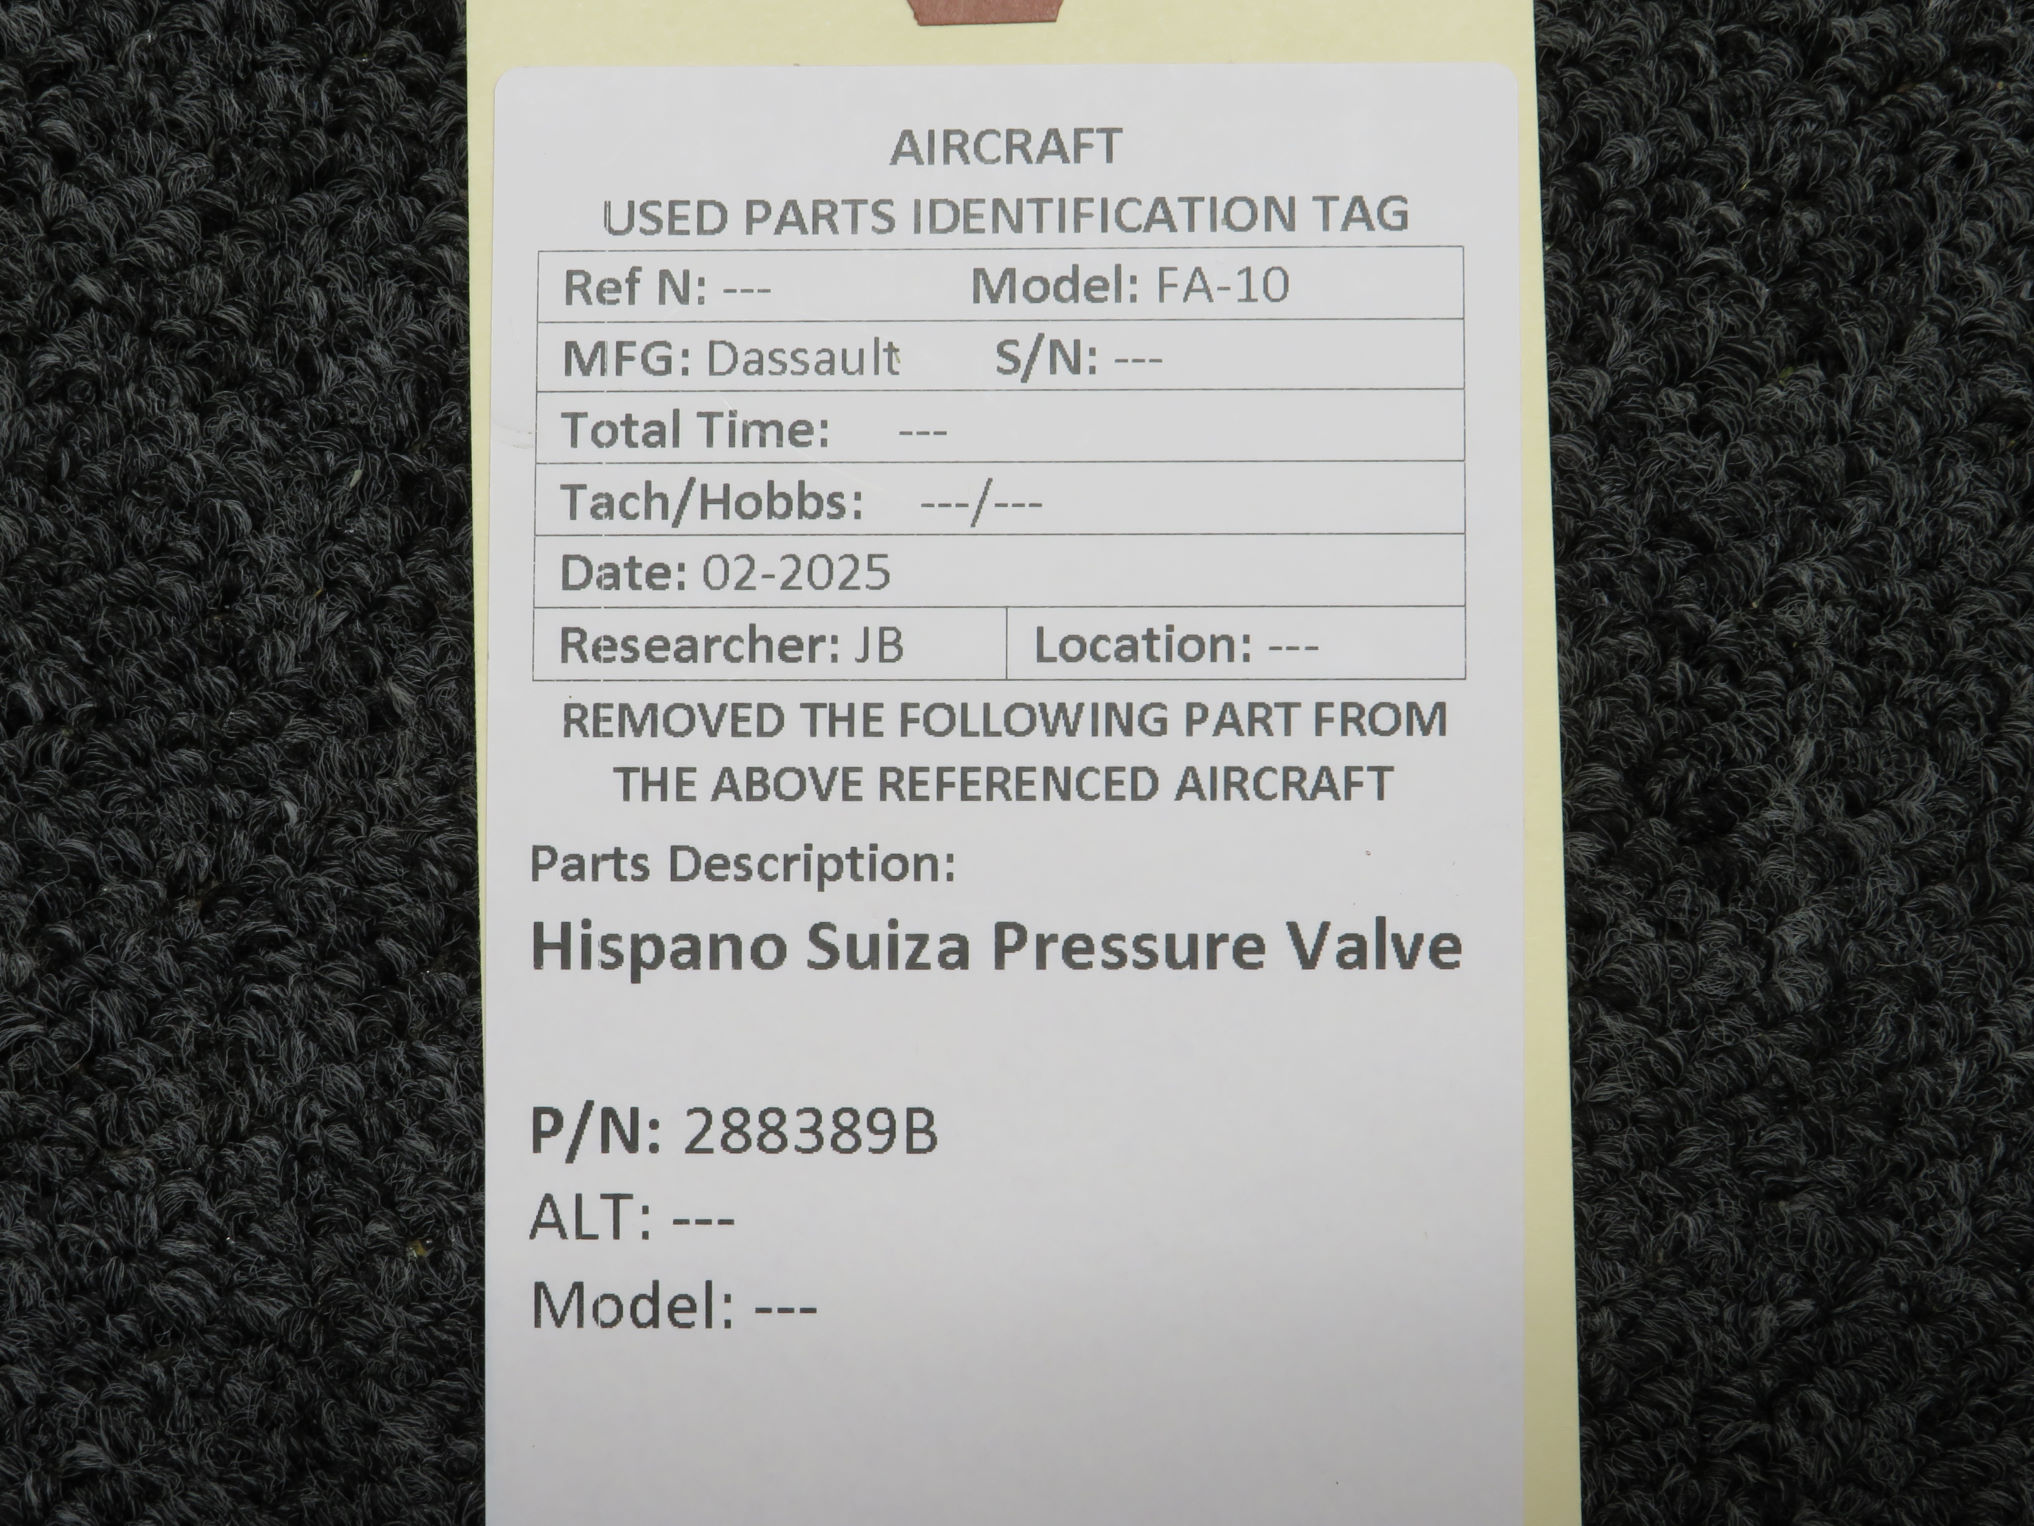 AIRCRAFT
USED PARTS IDENTIFICATION TAG
Ref N: --- Model: FA-10
MFG: Dassault S/N: ---
Total Time: ---
Tach/Hobbs: ---/---
Date: 02-2025
Researcher: JB Location: ---
REMOVED THE FOLLOWING PART FROM
THE ABOVE REFERENCED AIRCRAFT
Parts Description:
Hispano Suiza Pressure Valve
P/N: 288389B
ALT: ---
Model: ---